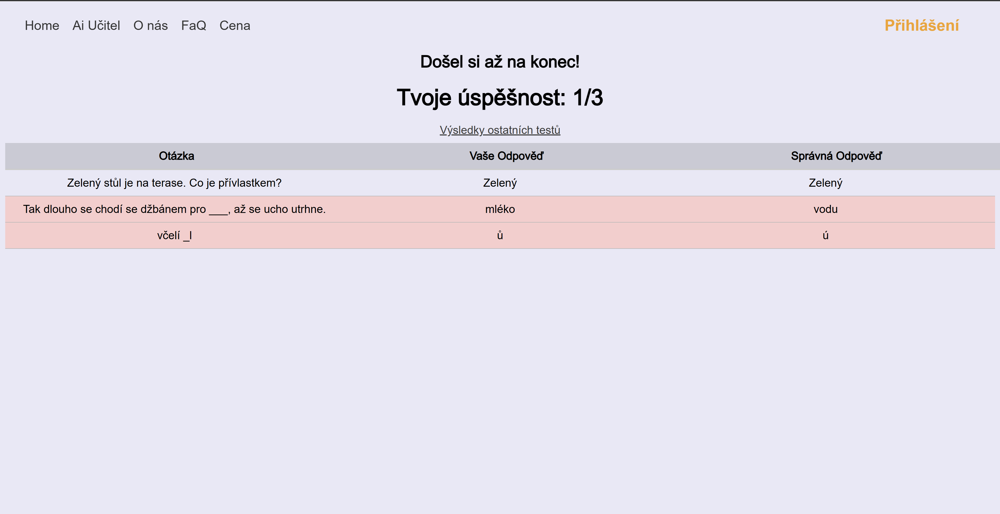 Home Ai Učitel O nás FaQ Cena Přihlášení
Došel si až na konec!
Tvoje úspěšnost: 1/3
Výsledky ostatních testů
Otázka Vaše Odpověď Správná Odpověď
Zelený stůl je na terase. Co je přívlastkem? Zelený Zelený
Tak dlouho se chodí se džbánem pro ___, až se ucho utrhne. mléko vodu
včelí _l ů ú